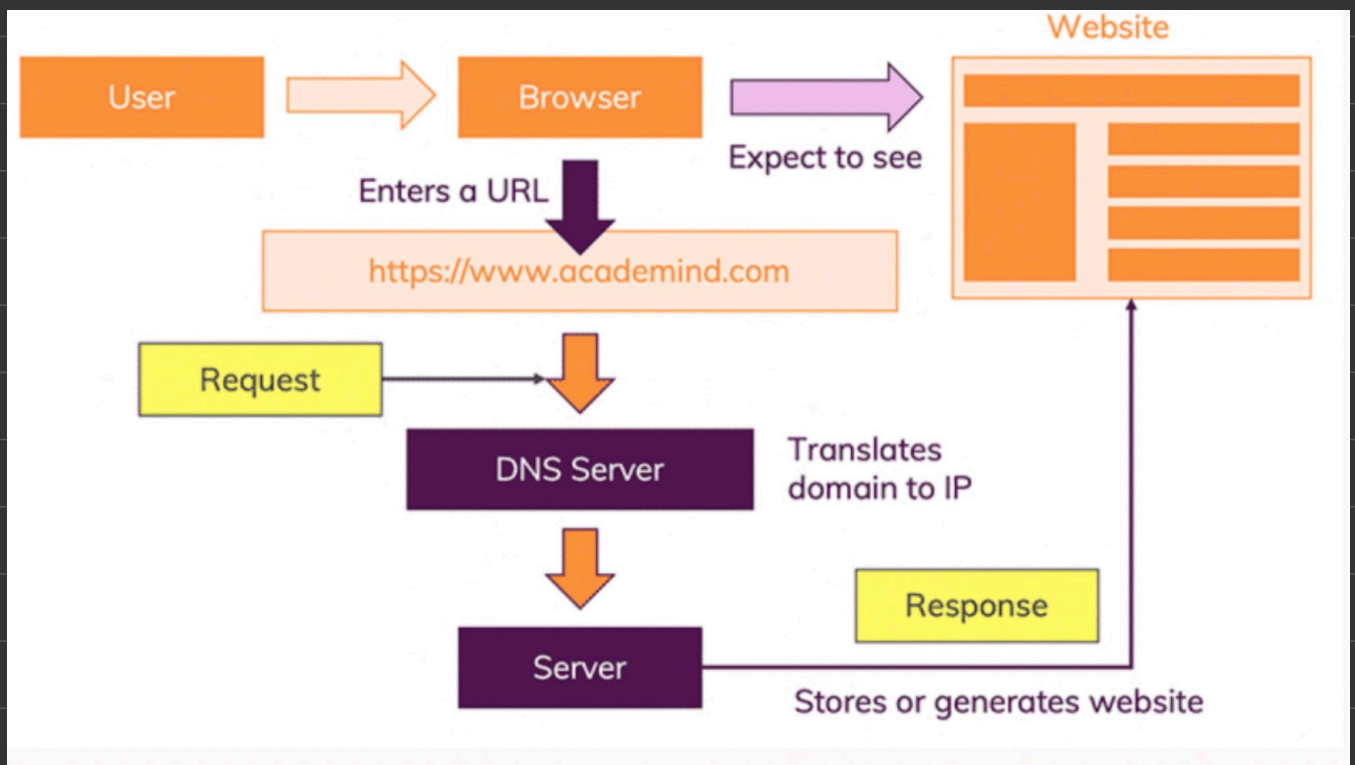 Website
User
Browser
Expect to see
Enters a URL
https://www.academind.com
Request
DNS Server
Translates
domain to IP
Response
Server
Stores or generates website